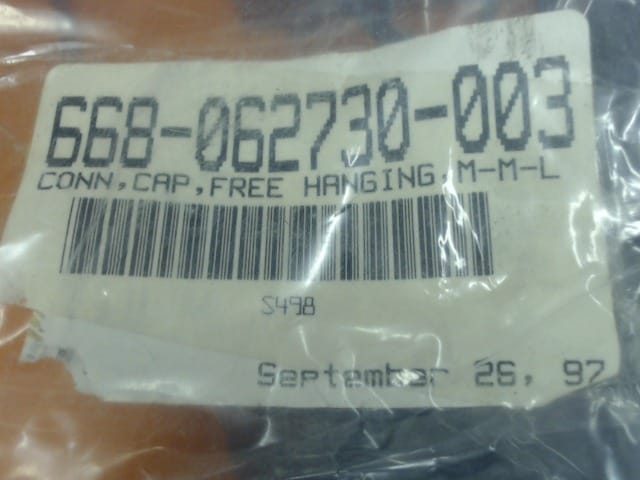 668-062730-003
CONN, CAP, FREE HANGING, M-M-L
S498
September 26, 97